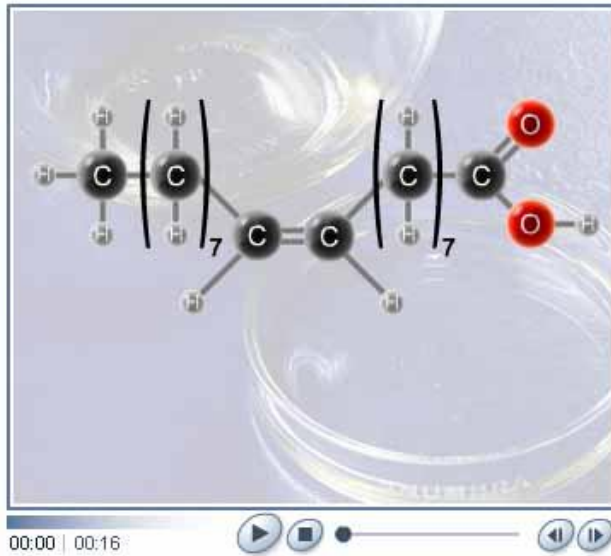 H H H
O
H C C C C
O H
H H H
7 C C 7
H H
00:00 | 00:16